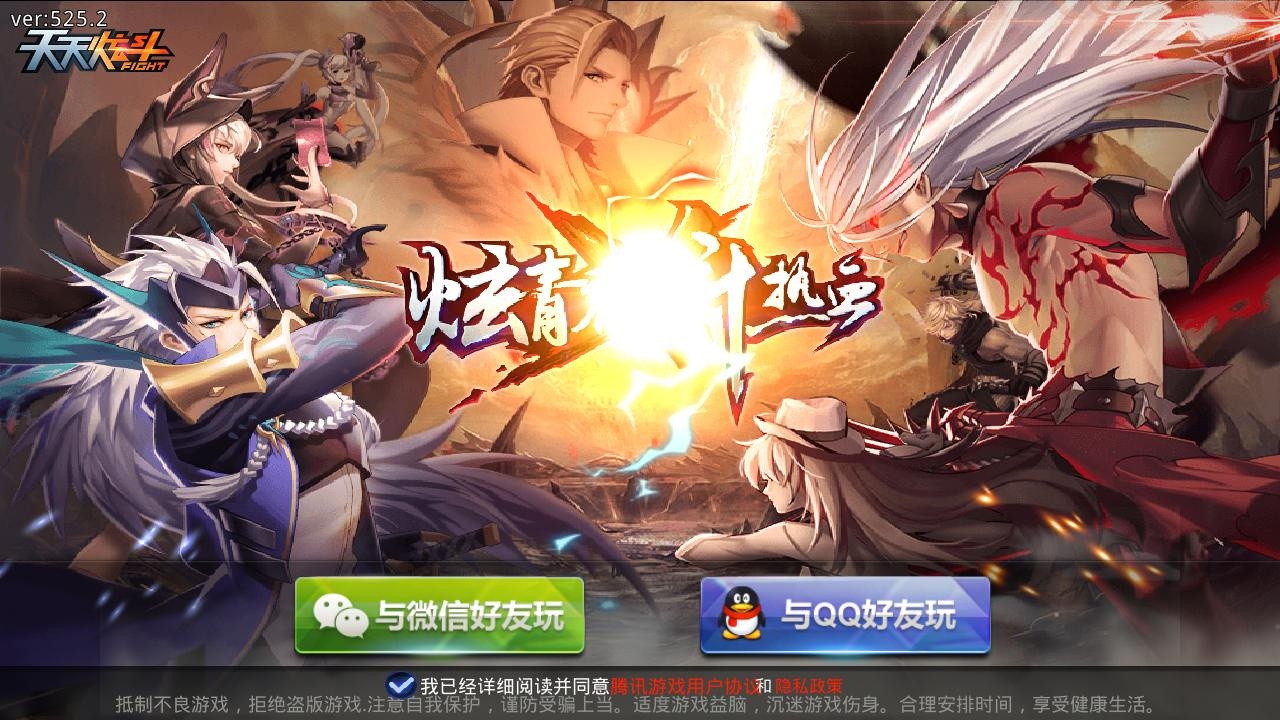 ver:525.2
天天炫斗
FIGHT
炫青 斗热血
与微信好友玩
与QQ好友玩
我已经详细阅读并同意腾讯游戏用户协议和 隐私政策
抵制不良游戏，拒绝盗版游戏.注意自我保护，谨防受骗上当。适度游戏益脑，沉迷游戏伤身。合理安排时间，享受健康生活。